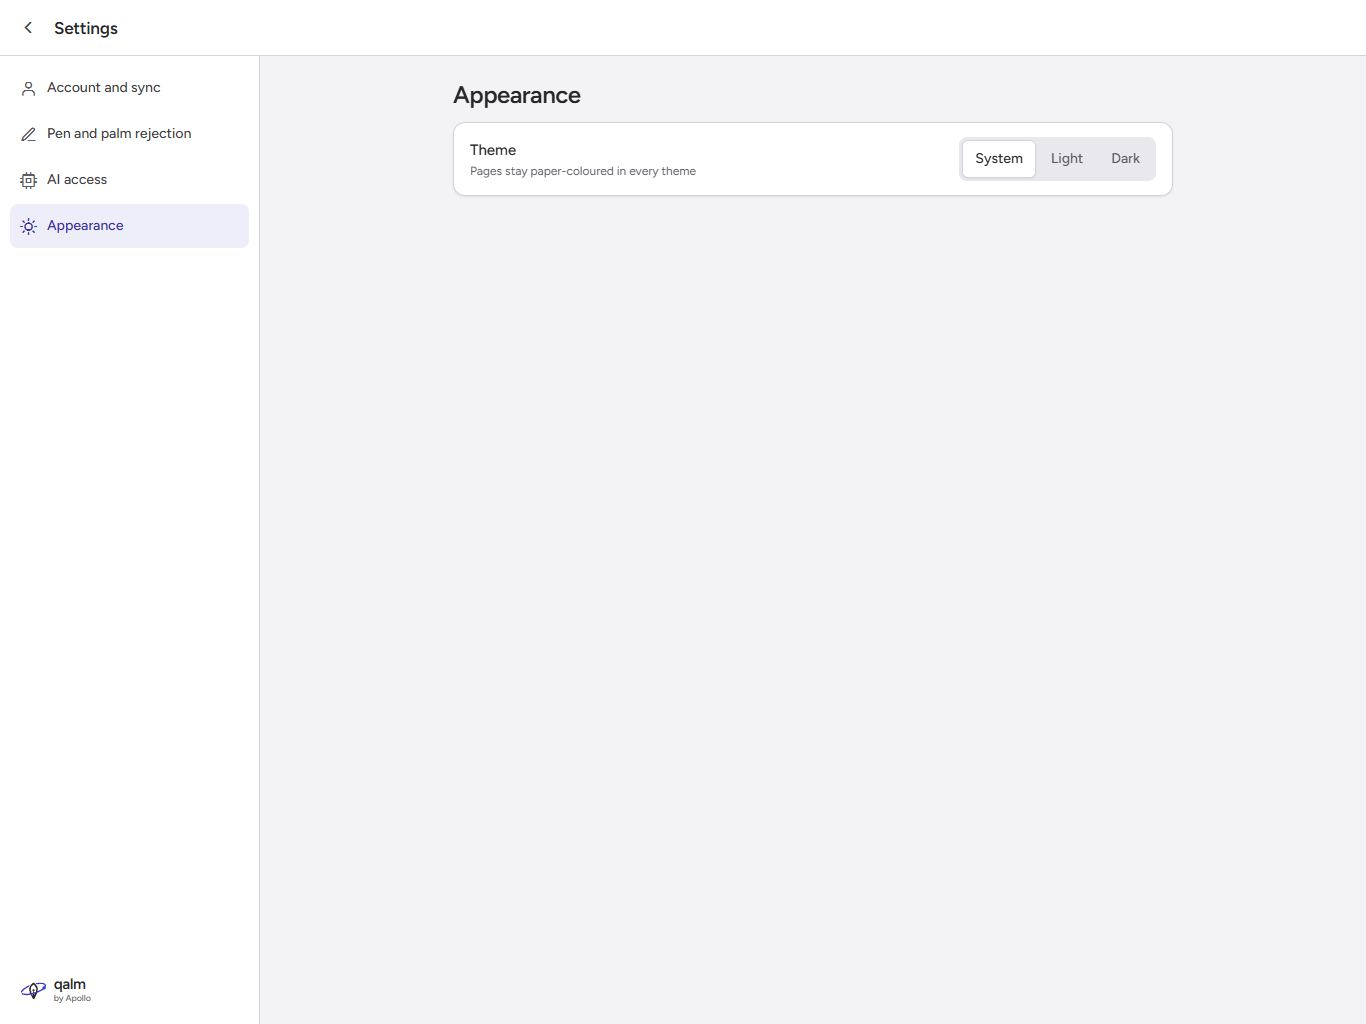 Settings
Account and sync
Pen and palm rejection
AI access
Appearance
qalm
by Apollo
Appearance
Theme
Pages stay paper-coloured in every theme
System Light Dark